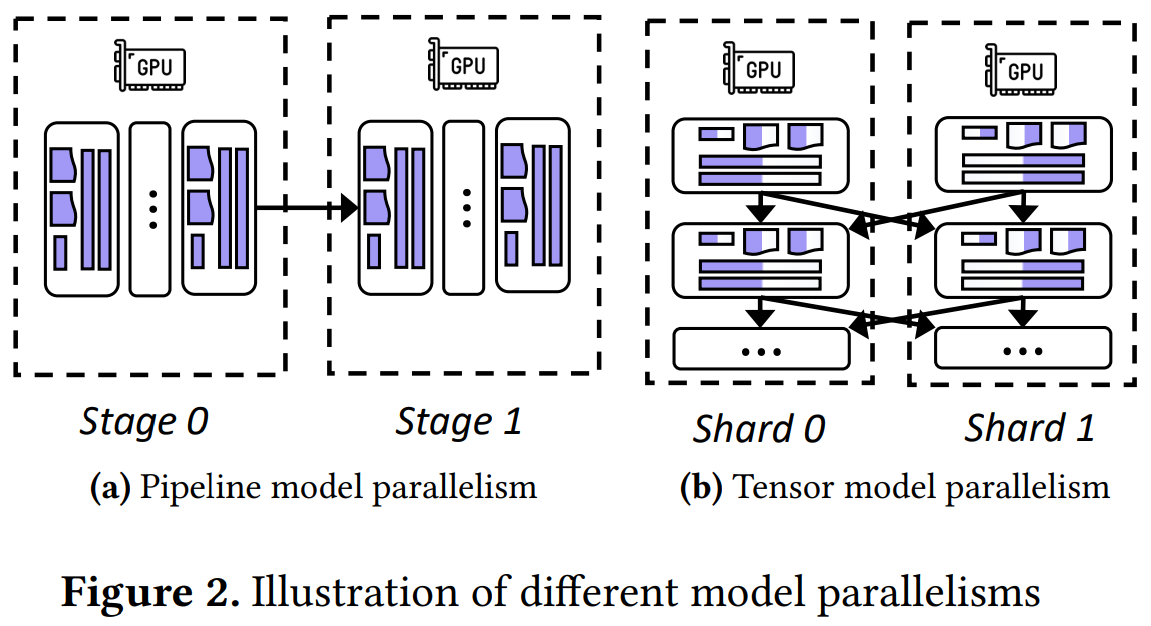 GPU
GPU
GPU
GPU
Stage 0
Stage 1
Shard 0
Shard 1
(a) Pipeline model parallelism
(b) Tensor model parallelism
Figure 2. Illustration of different model parallelisms